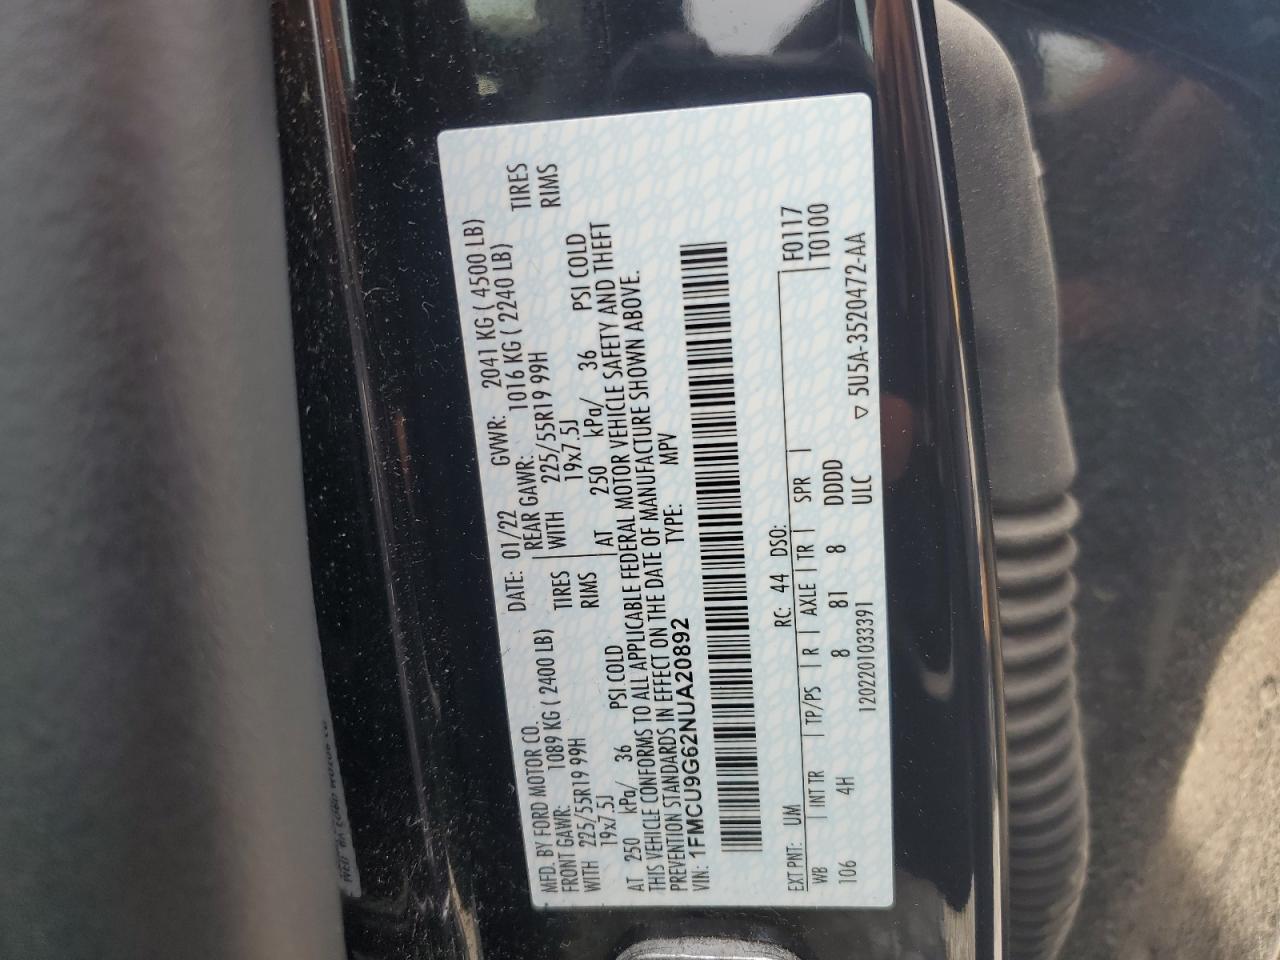 MFD. BY FORD MOTOR CO.
DATE: 01/22 GVWR: 2041 KG ( 4500 LB)
FRONT GAWR: 1089 KG ( 2400 LB) REAR GAWR: 1016 KG ( 2240 LB)
WITH 225/55R19 99H TIRES WITH 225/55R19 99H TIRES
19x7.5J RIMS 19x7.5J RIMS
AT 250 kPa/ 36 PSI COLD AT 250 kPa/ 36 PSI COLD
THIS VEHICLE CONFORMS TO ALL APPLICABLE FEDERAL MOTOR VEHICLE SAFETY AND THEFT
PREVENTION STANDARDS IN EFFECT ON THE DATE OF MANUFACTURE SHOWN ABOVE.
VIN: 1FMCU9G62NUA20892 TYPE: MPV
EXT PNT: UM RC: 44 DSO: F0117
WB INT TR TP/PS R AXLE TR SPR T0100
106 4H 8 81 8 DDDD
1202201033391 ULC ▽ 5U5A-3520472-AA